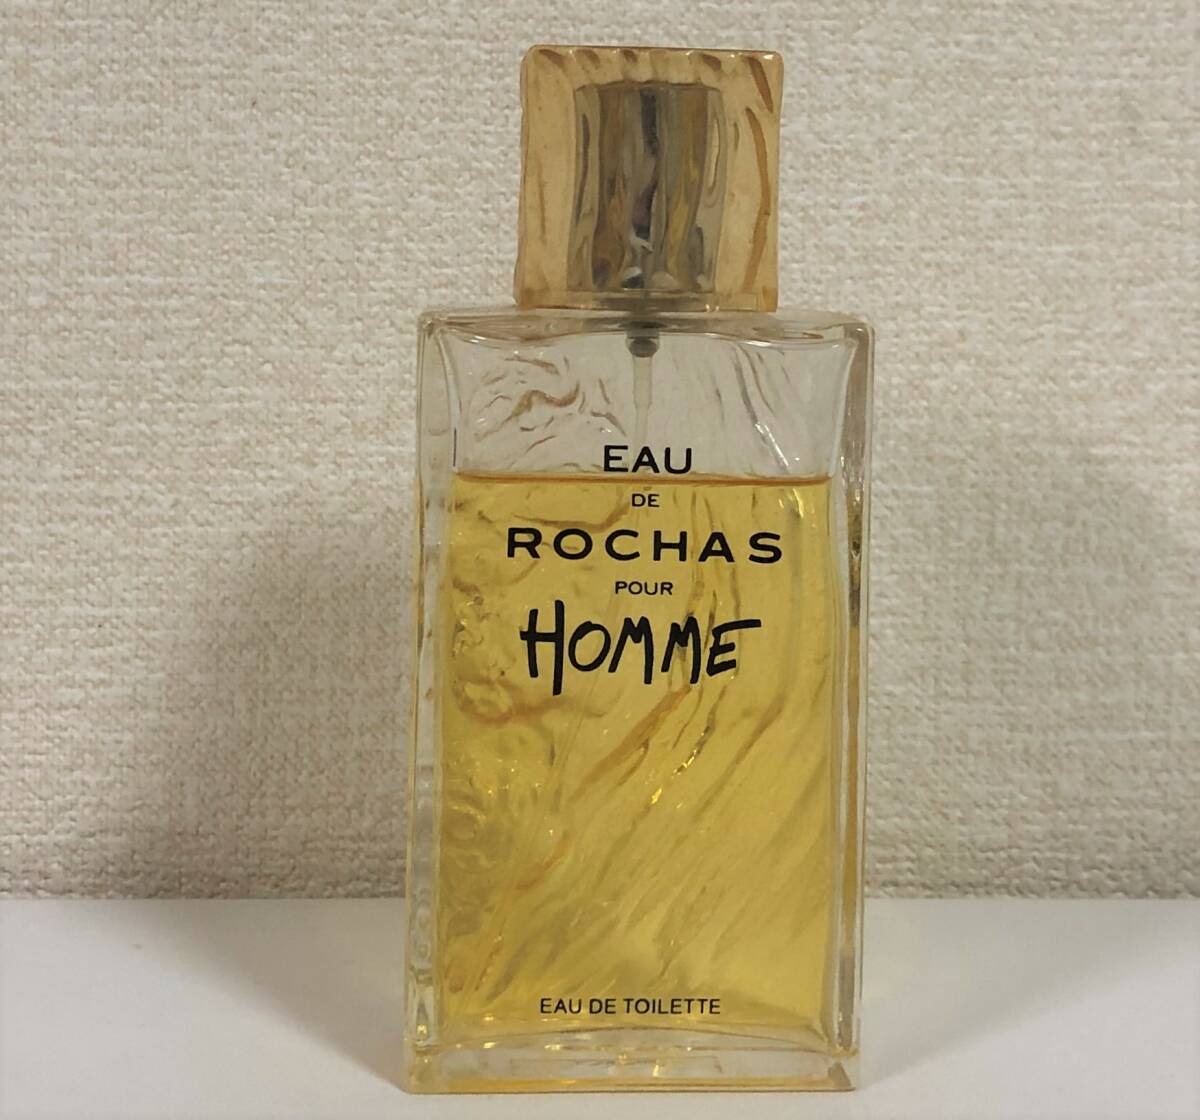 EAU
DE
ROCHAS
POUR
HOMME
EAU DE TOILETTE